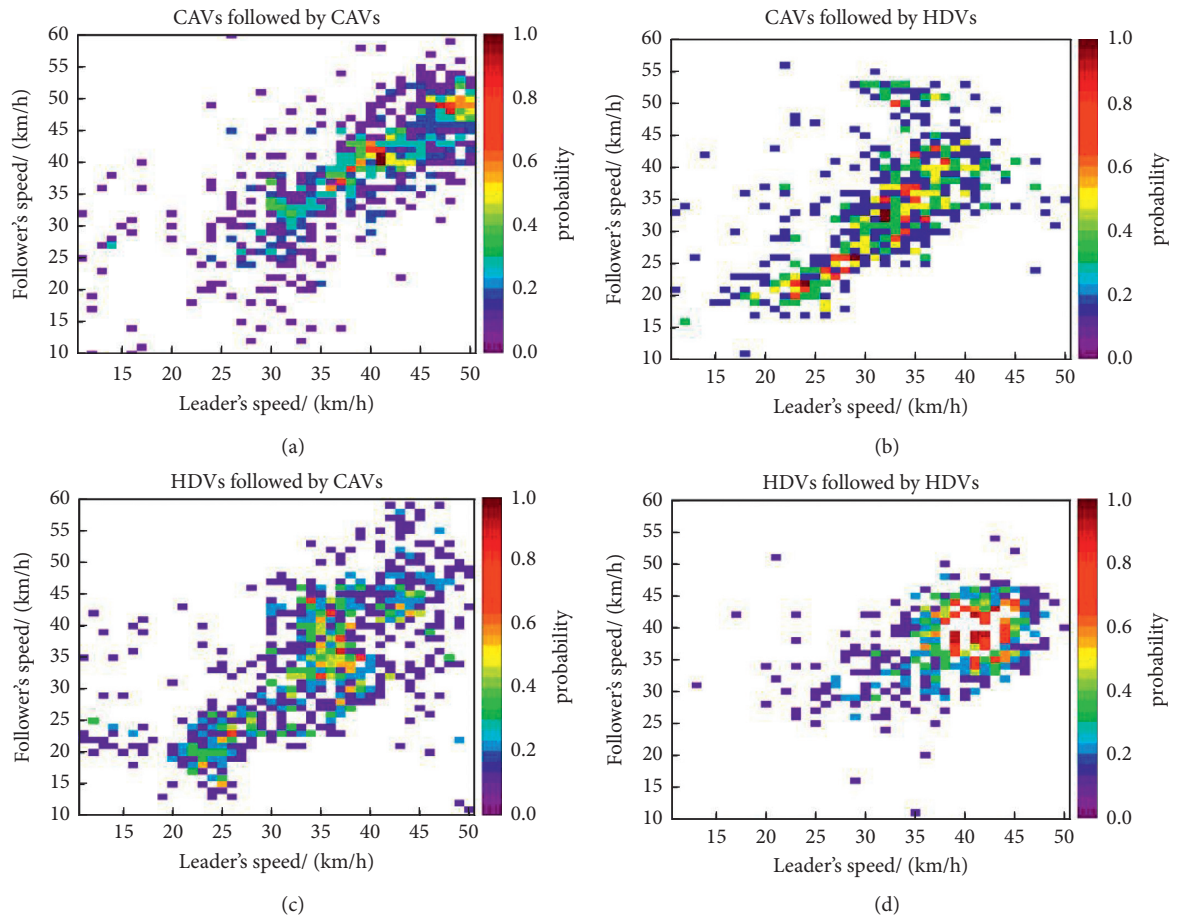 CAVs followed by CAVs
60
55
50
45
40
35
30
25
20
15
10
Follower's speed/ (km/h)
15 20 25 30 35 40 45 50
Leader's speed/ (km/h)
1.0
0.8
0.6
0.4
0.2
0.0
probability
(a)
CAVs followed by HDVs
60
55
50
45
40
35
30
25
20
15
10
Follower's speed/ (km/h)
15 20 25 30 35 40 45 50
Leader's speed/ (km/h)
1.0
0.8
0.6
0.4
0.2
0.0
probability
(b)
HDVs followed by CAVs
60
55
50
45
40
35
30
25
20
15
10
Follower's speed/ (km/h)
15 20 25 30 35 40 45 50
Leader's speed/ (km/h)
1.0
0.8
0.6
0.4
0.2
0.0
probability
(c)
HDVs followed by HDVs
60
55
50
45
40
35
30
25
20
15
10
Follower's speed/ (km/h)
15 20 25 30 35 40 45 50
Leader's speed/ (km/h)
1.0
0.8
0.6
0.4
0.2
0.0
probability
(d)